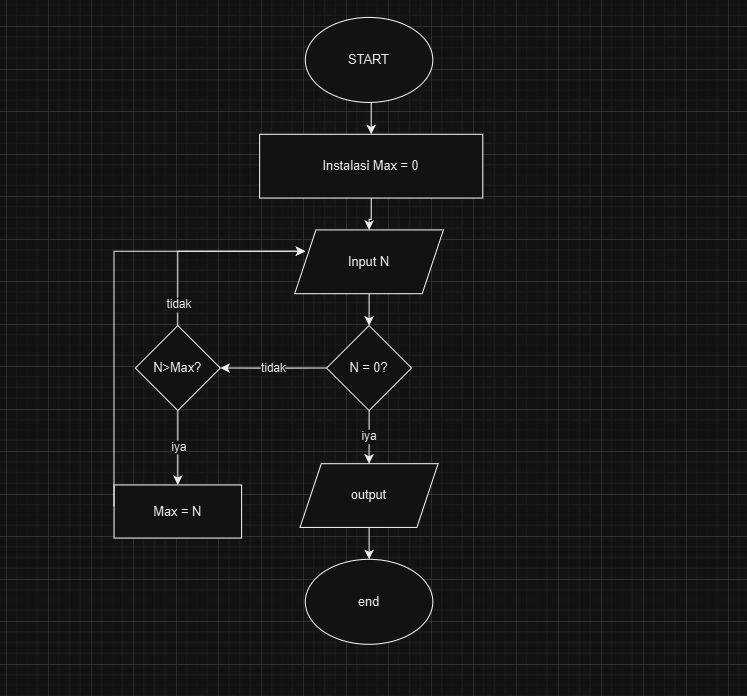 START
Instalasi Max = 0
Input N
tidak
N>Max?
tidak
N = 0?
iya
iya
output
Max = N
end